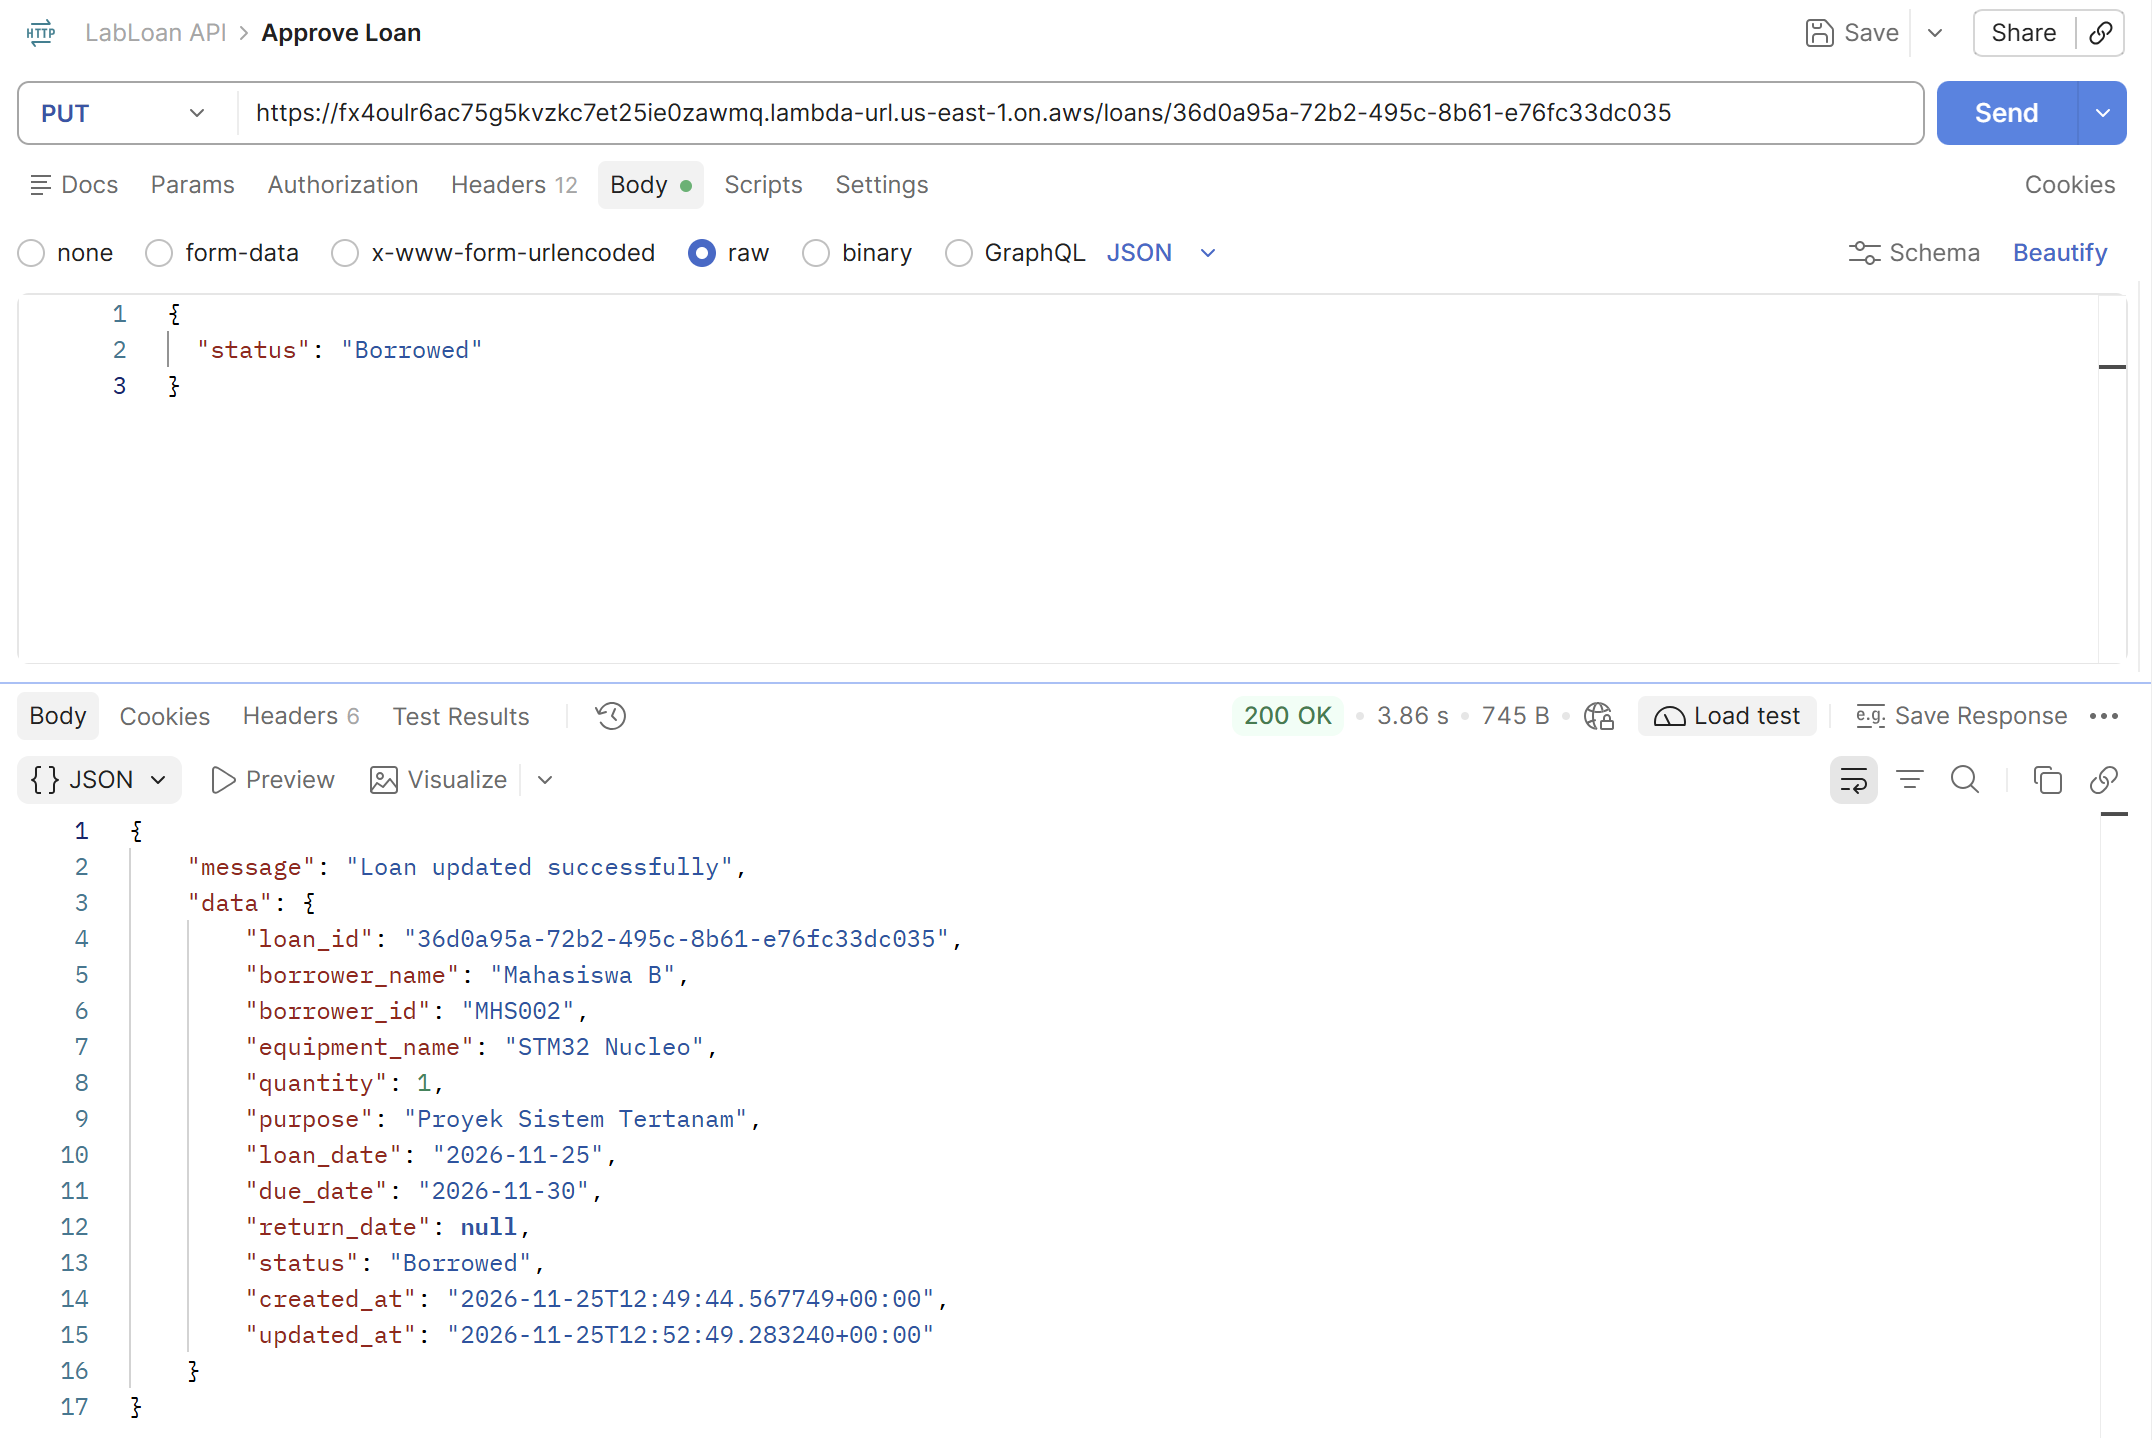 HTTP LabLoan API > Approve Loan Save Share
PUT https://fx4oulr6ac75g5kvzkc7et25ie0zawmq.lambda-url.us-east-1.on.aws/loans/36d0a95a-72b2-495c-8b61-e76fc33dc035 Send
Docs Params Authorization Headers 12 Body Scripts Settings Cookies
none form-data x-www-form-urlencoded raw binary GraphQL JSON Schema Beautify
1 {
2 "status": "Borrowed"
3 }
Body Cookies Headers 6 Test Results 200 OK • 3.86 s • 745 B • Load test e.g. Save Response
{} JSON Preview Visualize
1 {
2 "message": "Loan updated successfully",
3 "data": {
4 "loan_id": "36d0a95a-72b2-495c-8b61-e76fc33dc035",
5 "borrower_name": "Mahasiswa B",
6 "borrower_id": "MHS002",
7 "equipment_name": "STM32 Nucleo",
8 "quantity": 1,
9 "purpose": "Proyek Sistem Tertanam",
10 "loan_date": "2026-11-25",
11 "due_date": "2026-11-30",
12 "return_date": null,
13 "status": "Borrowed",
14 "created_at": "2026-11-25T12:49:44.567749+00:00",
15 "updated_at": "2026-11-25T12:52:49.283240+00:00"
16 }
17 }